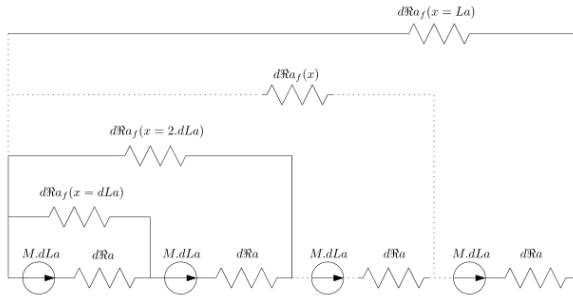 dℜa_f(x = La)
dℜa_f(x)
dℜa_f(x = 2.dLa)
dℜa_f(x = dLa)
M.dLa dℜa M.dLa dℜa M.dLa dℜa M.dLa dℜa